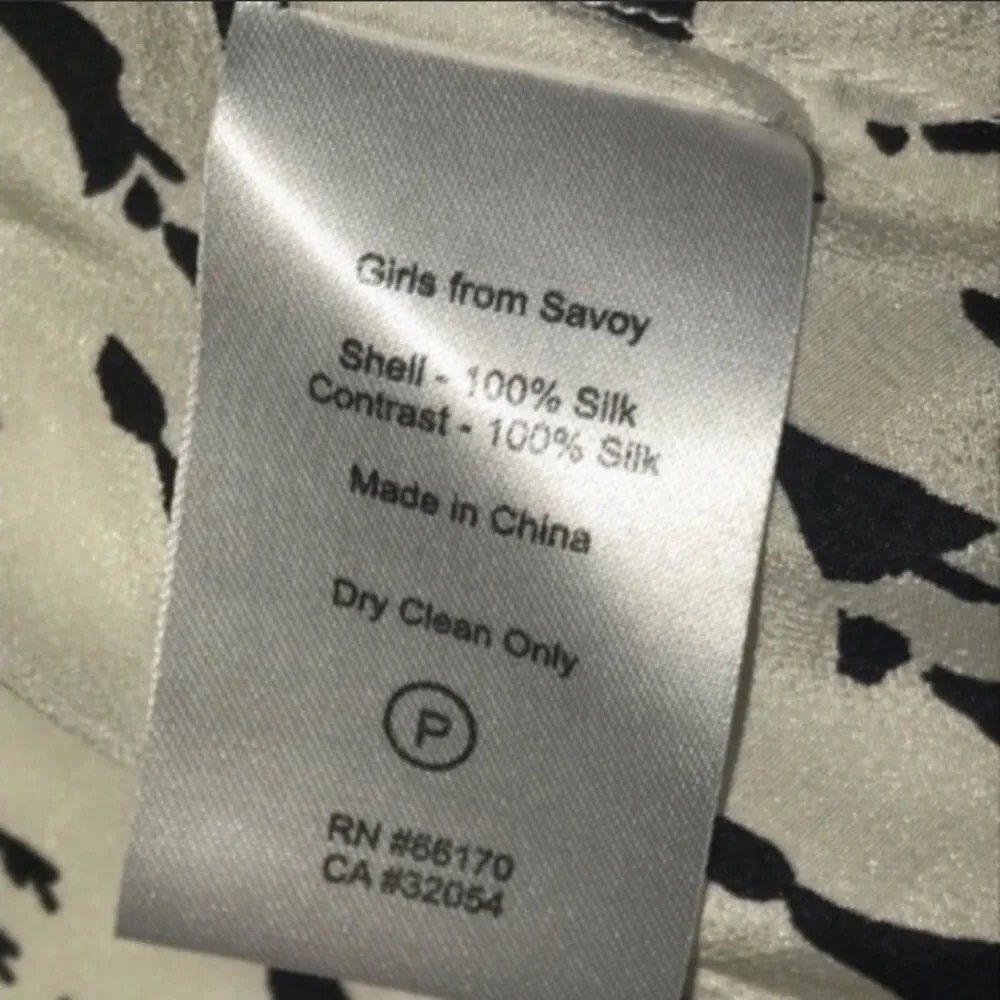 Girls from Savoy
Shell - 100% Silk
Contrast - 100% Silk
Made in China
Dry Clean Only
P
RN #66170
CA #32054